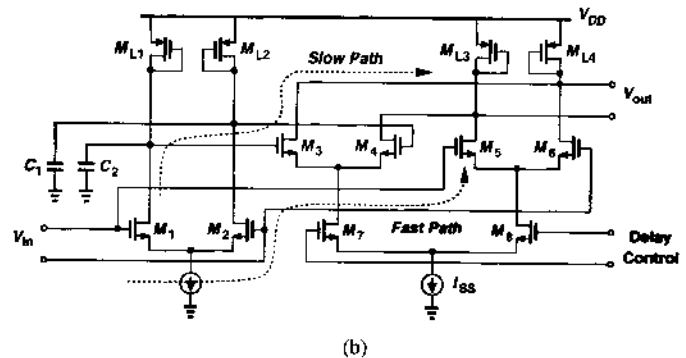 V_DD
M_L1
M_L2
Slow Path
M_L3
M_L4
V_out
C_1
C_2
M_3
M_4
M_5
M_6
V_in
M_1
M_2
M_7
Fast Path
M_8
Delay
Control
I_SS
(b)